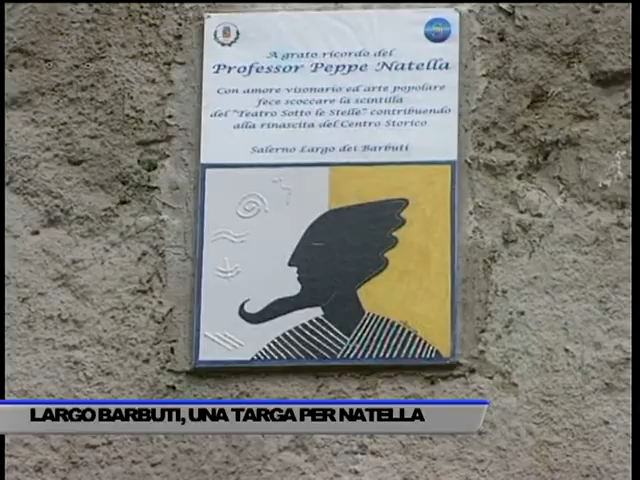 A grato ricordo del
Professor Peppe Natella
Con amore visionario ed arte popolare
fece scoccare la scintilla
del "Teatro Sotto le Stelle" contribuendo
alla rinascita del Centro Storico
Salerno Largo dei Barbuti
LARGO BARBUTI, UNA TARGA PER NATELLA